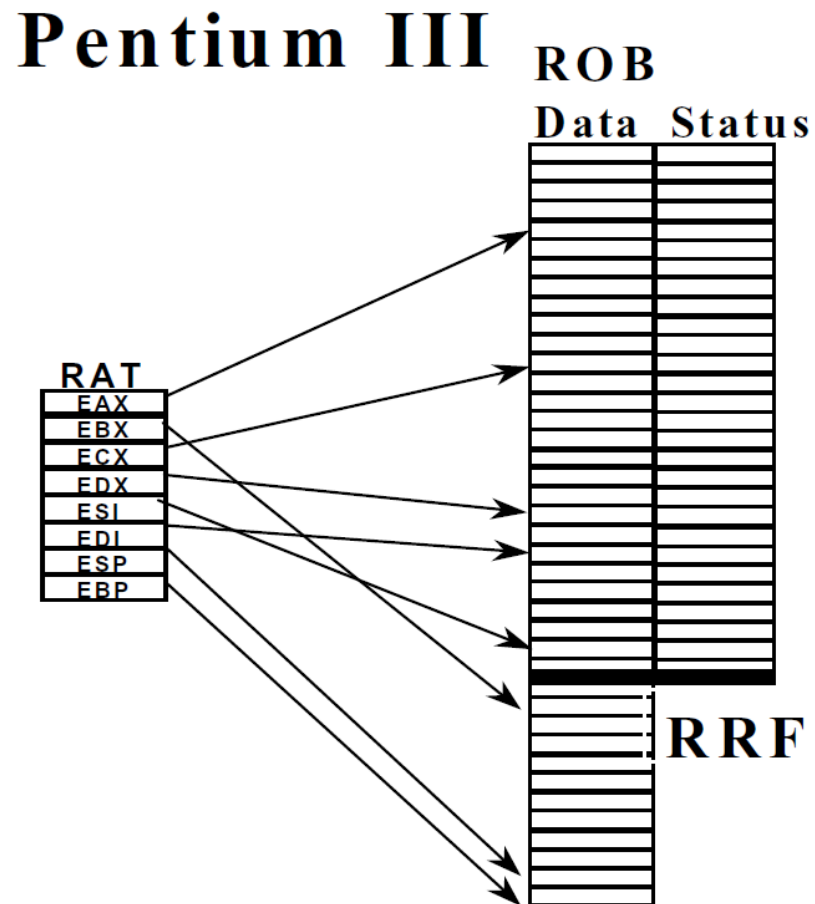 Pentium III
ROB
Data Status
RAT
EAX
EBX
ECX
EDX
ESI
EDI
ESP
EBP
RRF